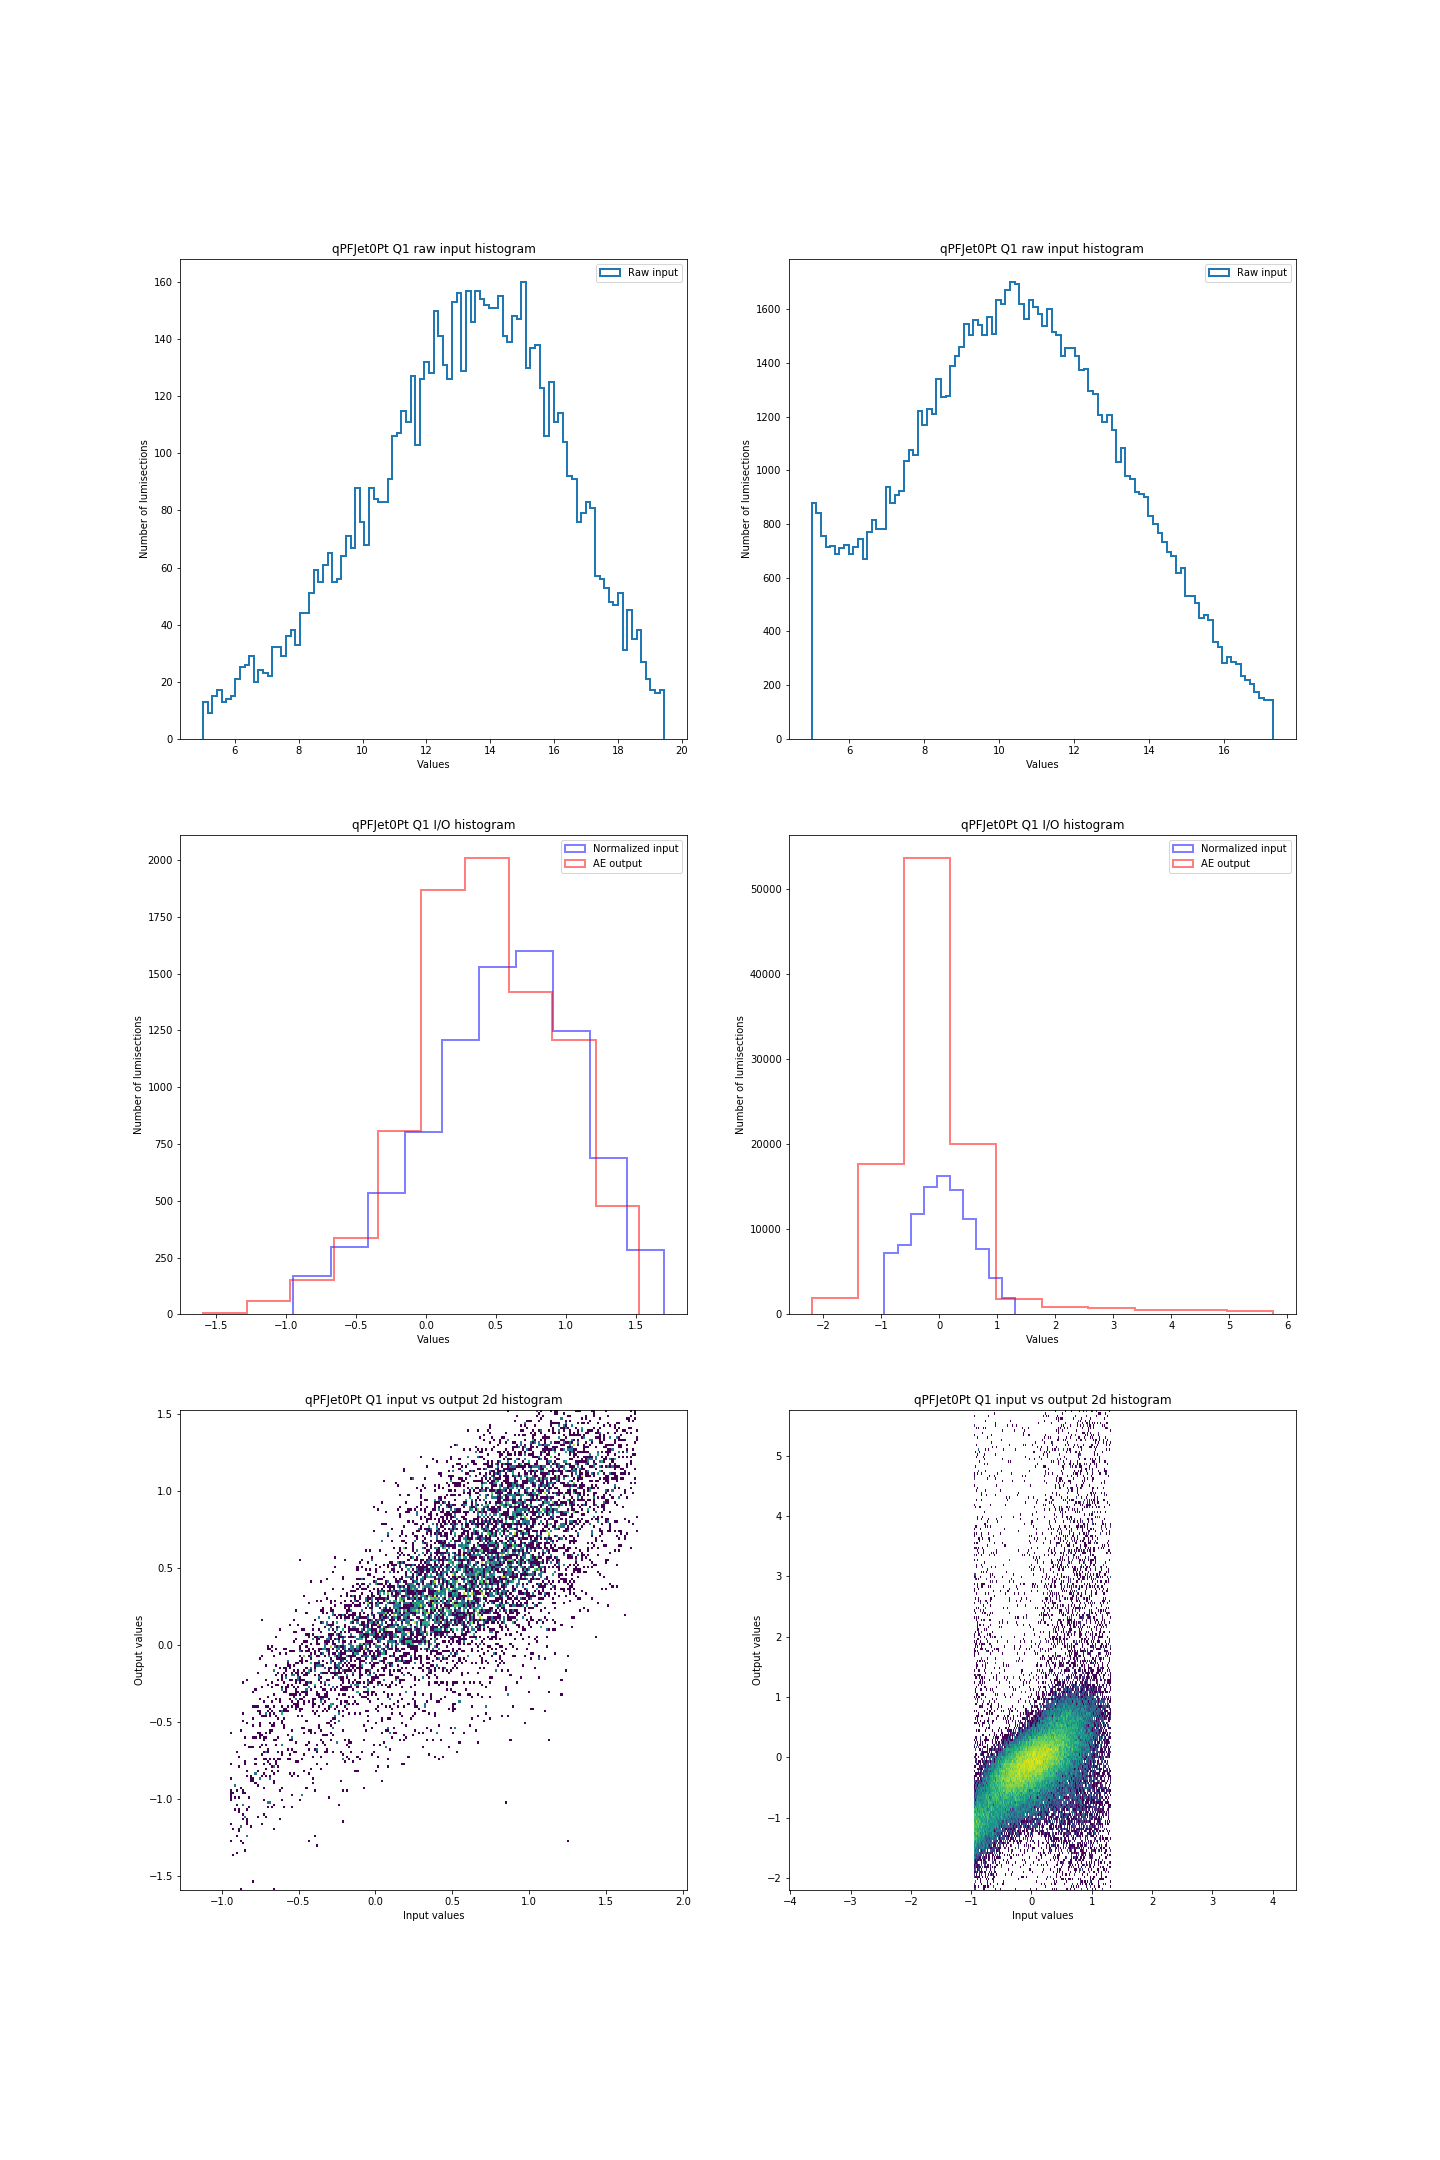 qPFJet0Pt Q1 raw input histogram
Raw input
160
140
120
100
80
60
40
20
0
Number of lumisections
6 8 10 12 14 16 18 20
Values
qPFJet0Pt Q1 raw input histogram
Raw input
1600
1400
1200
1000
800
600
400
200
0
Number of lumisections
6 8 10 12 14 16
Values
qPFJet0Pt Q1 I/O histogram
Normalized input
AE output
2000
1750
1500
1250
1000
750
500
250
0
Number of lumisections
−1.5 −1.0 −0.5 0.0 0.5 1.0 1.5
Values
qPFJet0Pt Q1 I/O histogram
Normalized input
AE output
50000
40000
30000
20000
10000
0
Number of lumisections
−2 −1 0 1 2 3 4 5 6
Values
qPFJet0Pt Q1 input vs output 2d histogram
1.5
1.0
0.5
0.0
−0.5
−1.0
−1.5
Output values
−1.0 −0.5 0.0 0.5 1.0 1.5 2.0
Input values
qPFJet0Pt Q1 input vs output 2d histogram
5
4
3
2
1
0
−1
−2
Output values
−4 −3 −2 −1 0 1 2 3 4
Input values